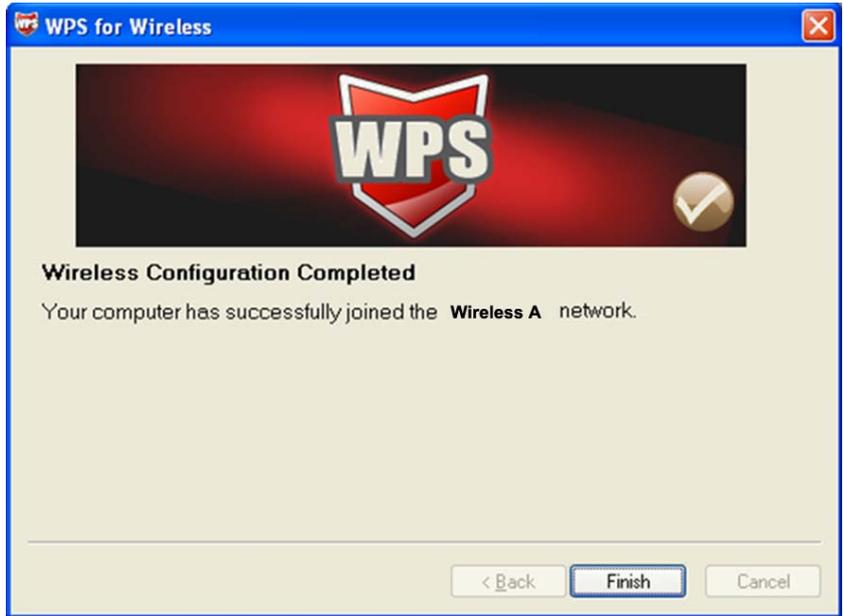 WPS for Wireless
WPS
Wireless Configuration Completed
Your computer has successfully joined the Wireless A network.
< Back Finish Cancel